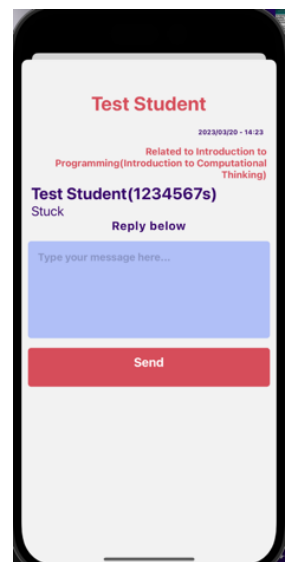 Test Student
2023/03/20 - 14:23
Related to Introduction to
Programming(Introduction to Computational
Thinking)
Test Student(1234567s)
Stuck
Reply below
Type your message here...
Send